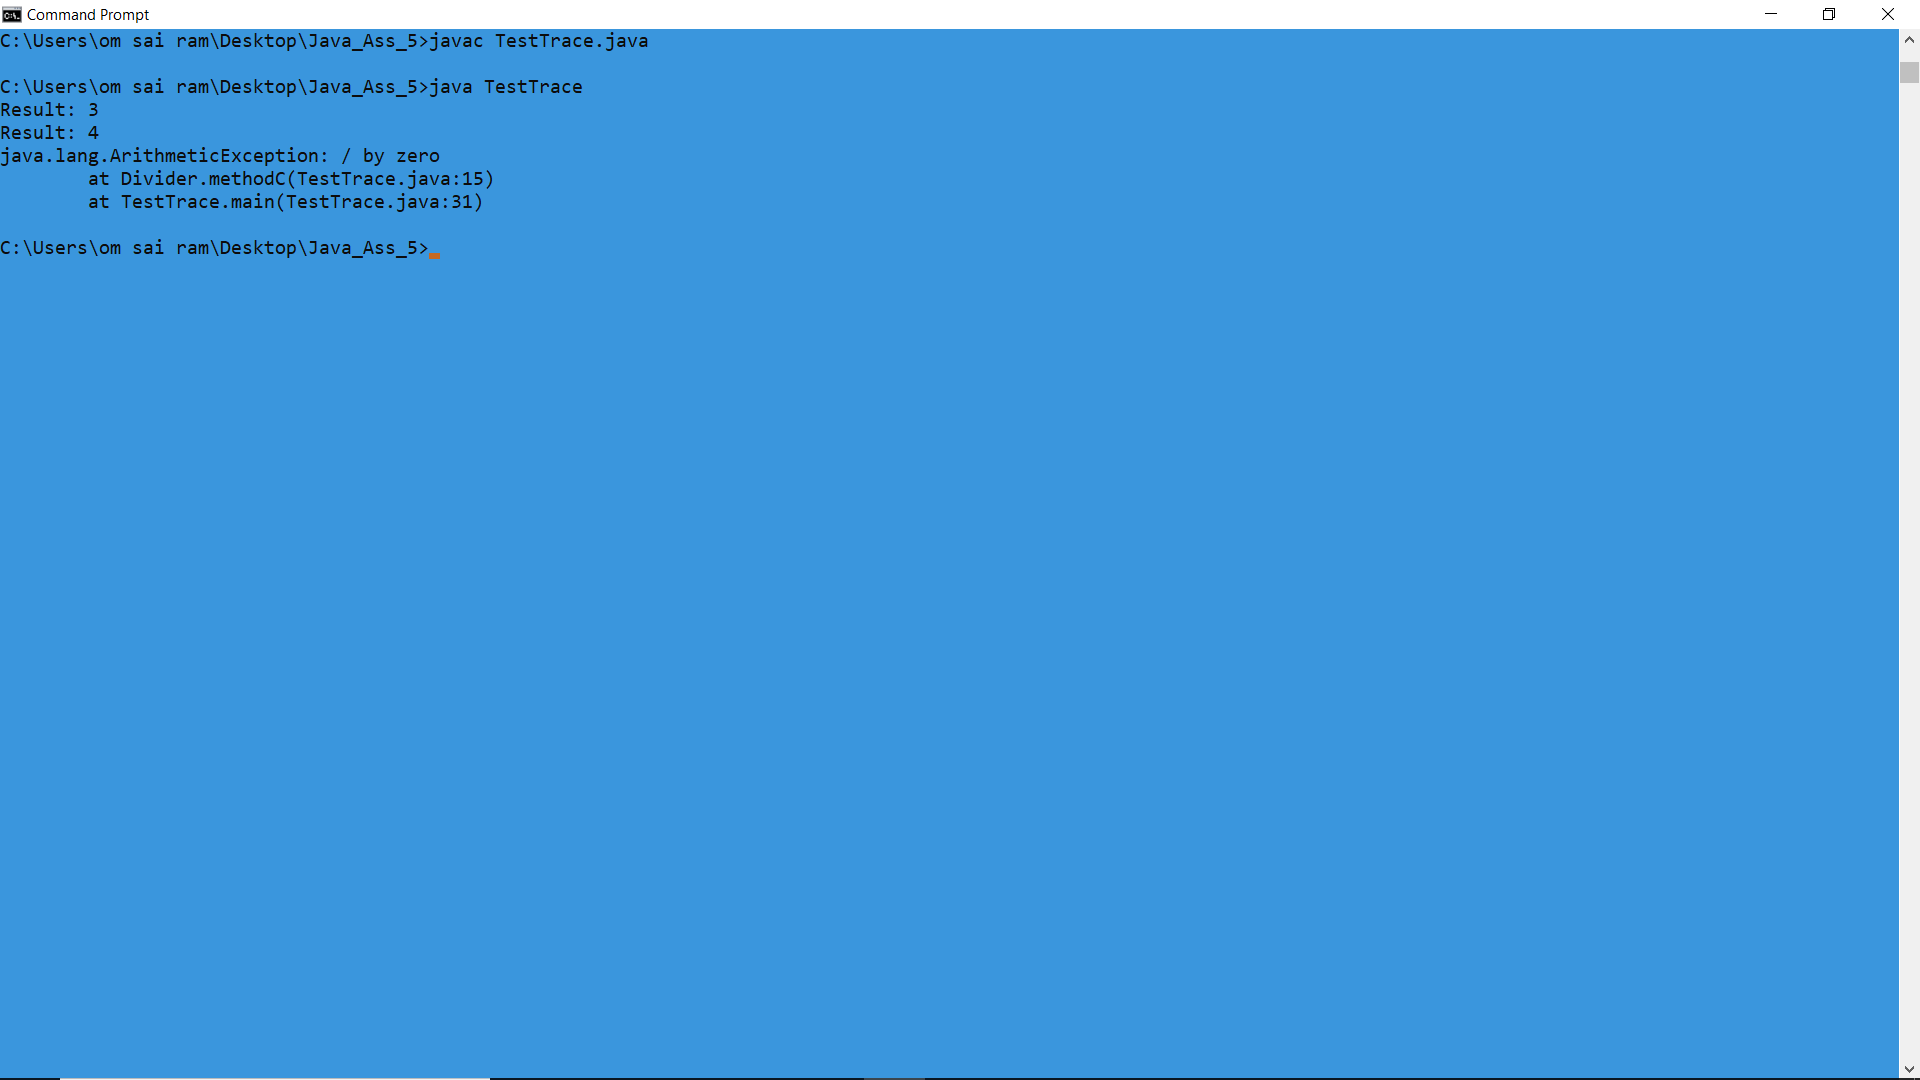 Command Prompt
C:\Users\om sai ram\Desktop\Java_Ass_5>javac TestTrace.java
C:\Users\om sai ram\Desktop\Java_Ass_5>java TestTrace
Result: 3
Result: 4
java.lang.ArithmeticException: / by zero
        at Divider.methodC(TestTrace.java:15)
        at TestTrace.main(TestTrace.java:31)
C:\Users\om sai ram\Desktop\Java_Ass_5>